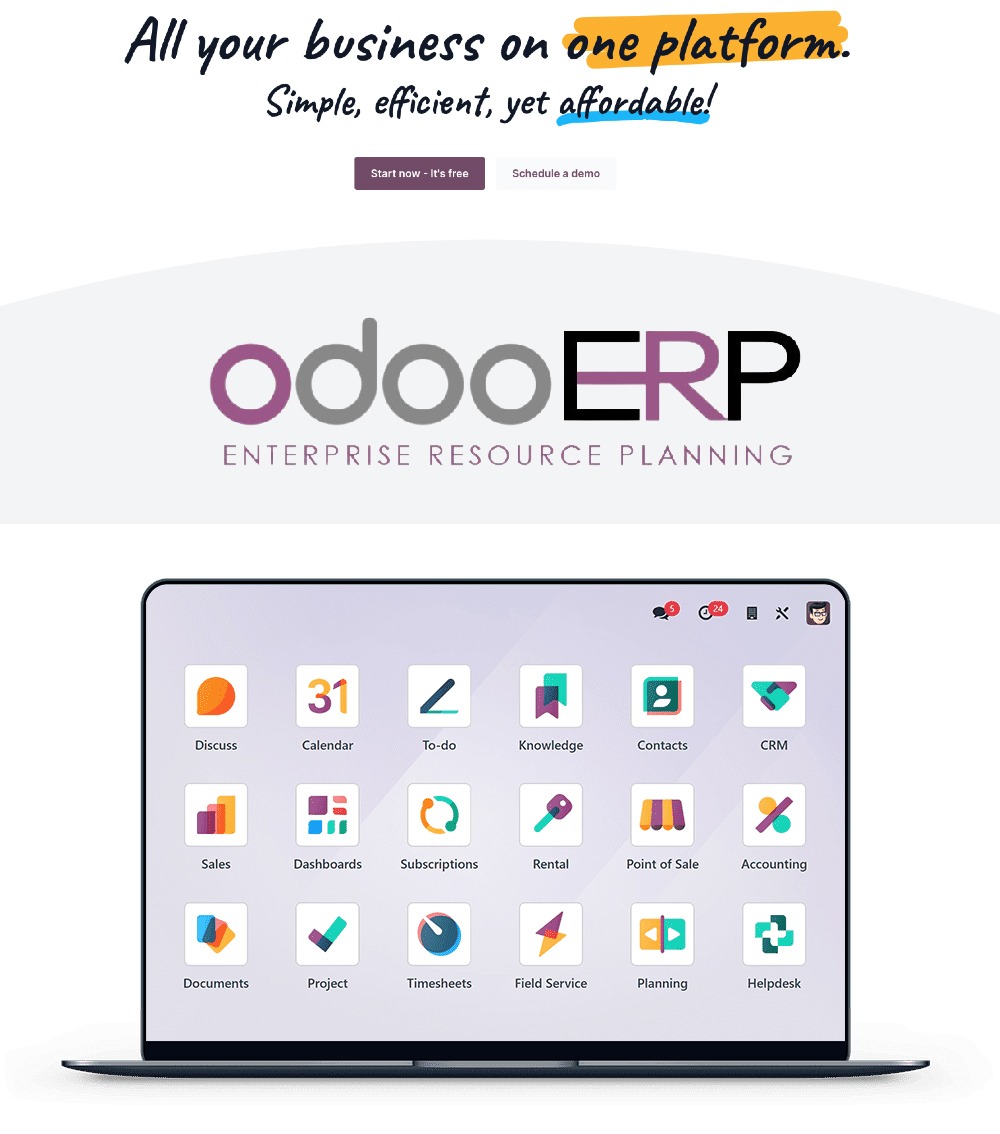 All your business on one platform.
Simple, efficient, yet affordable!
Start now - It's free
Schedule a demo
odoo ERP
ENTERPRISE RESOURCE PLANNING
5
24
31
Discuss
Calendar
To-do
Knowledge
Contacts
CRM
Sales
Dashboards
Subscriptions
Rental
Point of Sale
Accounting
Documents
Project
Timesheets
Field Service
Planning
Helpdesk